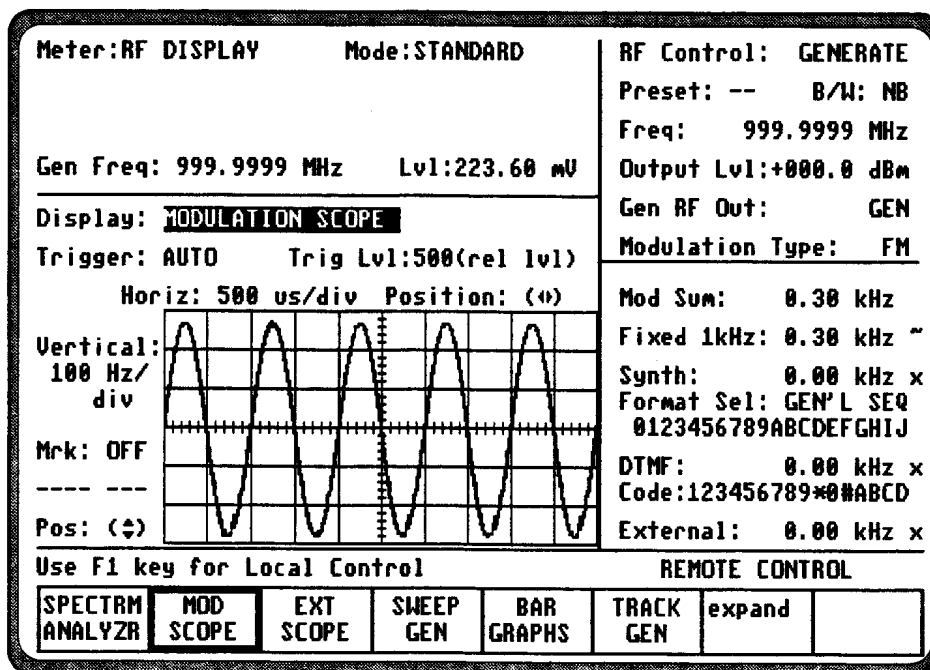 Meter:RF DISPLAY Mode:STANDARD
Gen Freq: 999.9999 MHz Lvl:223.60 mV
Display: MODULATION SCOPE
Trigger: AUTO Trig Lvl:500(rel lvl)
Horiz: 500 us/div Position: (◂▸)
Vertical:
100 Hz/
div
Mrk: OFF
---- ---
Pos: (▴▾)
RF Control: GENERATE
Preset: -- B/W: NB
Freq: 999.9999 MHz
Output Lvl:+000.0 dBm
Gen RF Out: GEN
Modulation Type: FM
Mod Sum: 0.30 kHz
Fixed 1kHz: 0.30 kHz ~
Synth: 0.00 kHz x
Format Sel: GEN'L SEQ
0123456789ABCDEFGHIJ
DTMF: 0.00 kHz x
Code:123456789*0#ABCD
External: 0.00 kHz x
Use F1 key for Local Control REMOTE CONTROL
SPECTRM
ANALYZR
MOD
SCOPE
EXT
SCOPE
SWEEP
GEN
BAR
GRAPHS
TRACK
GEN
expand